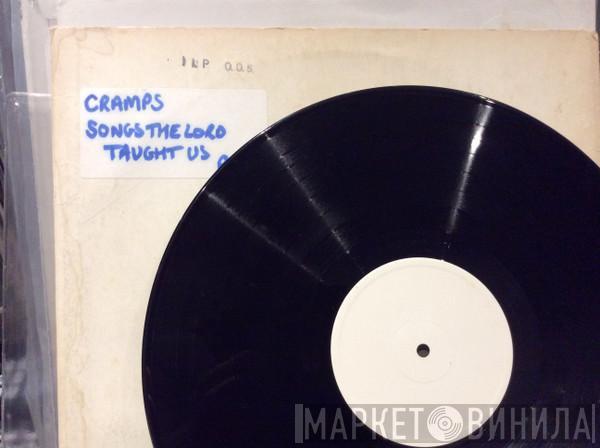 ILP 005
CRAMPS
SONGS THE LORD
TAUGHT US
МАРКЕТ ВИНИЛА